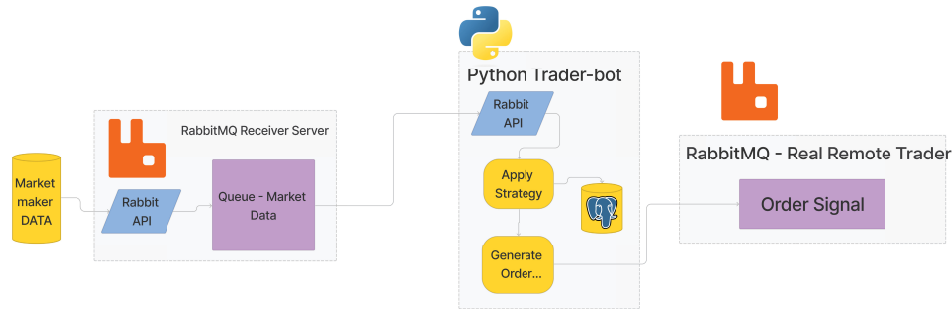 Python Trader-bot
RabbitMQ Receiver Server
Market
maker
DATA
Rabbit
API
Queue - Market
Data
Rabbit
API
Apply
Strategy
Generate
Order...
RabbitMQ - Real Remote Trader
Order Signal